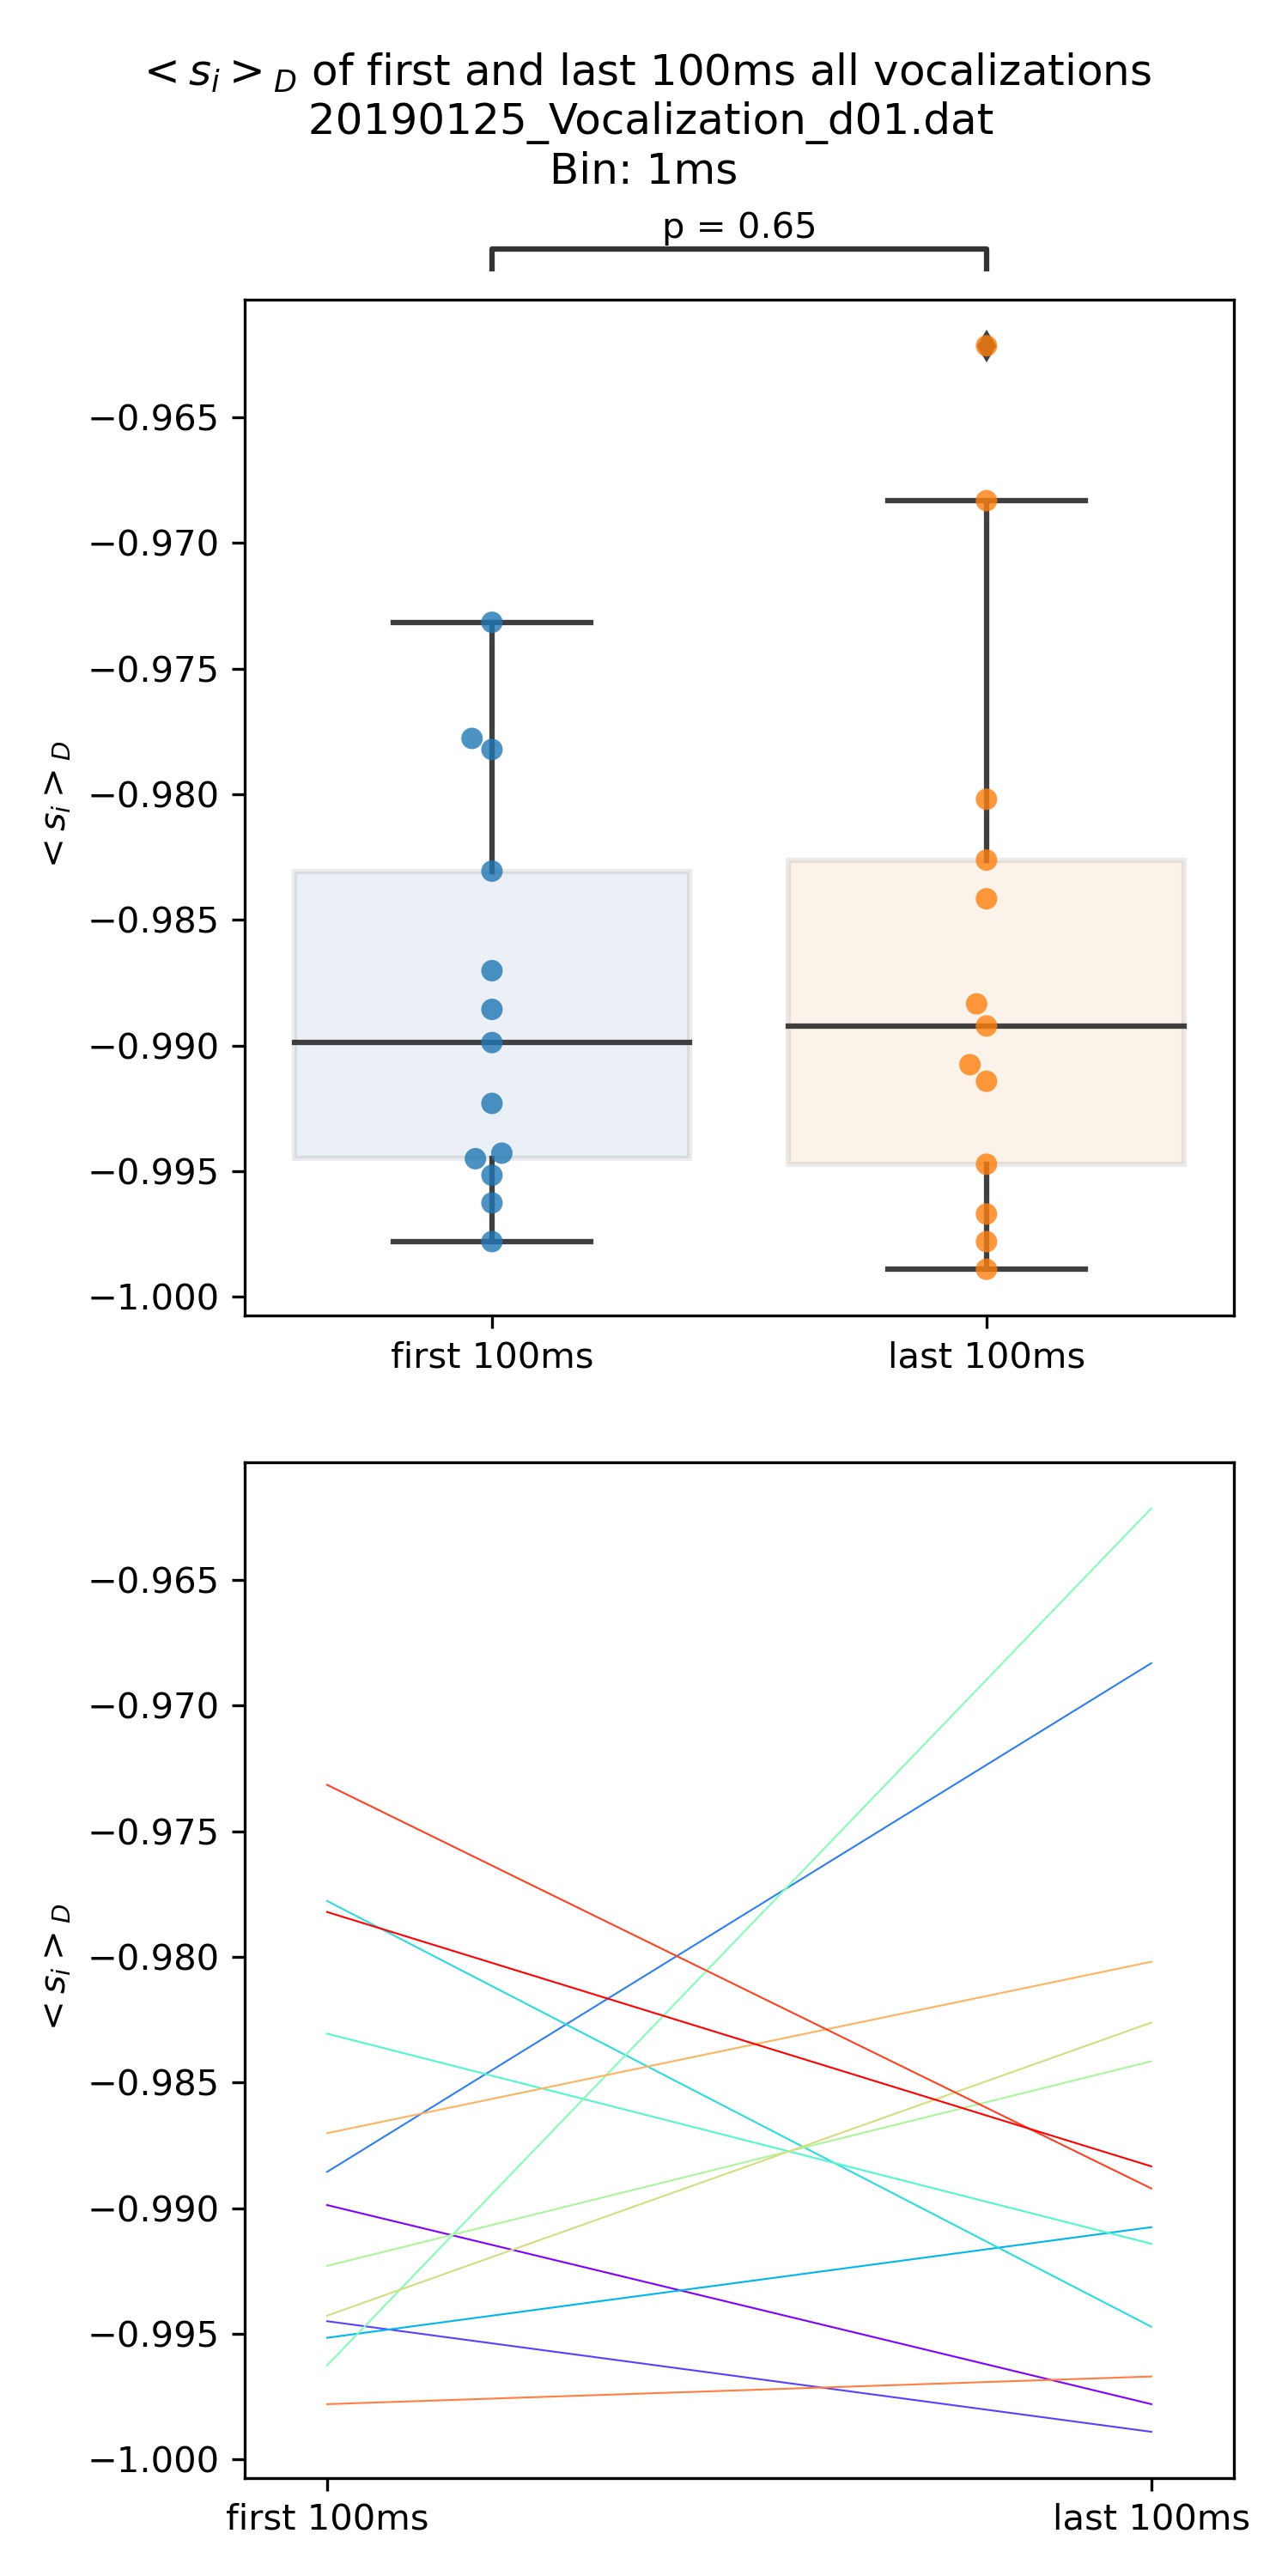 < s_i >_D of first and last 100ms all vocalizations
20190125_Vocalization_d01.dat
Bin: 1ms
p = 0.65
−0.965
−0.970
−0.975
−0.980
−0.985
−0.990
−0.995
−1.000
< s_i >_D
first 100ms
last 100ms
−0.965
−0.970
−0.975
−0.980
−0.985
−0.990
−0.995
−1.000
< s_i >_D
first 100ms
last 100ms